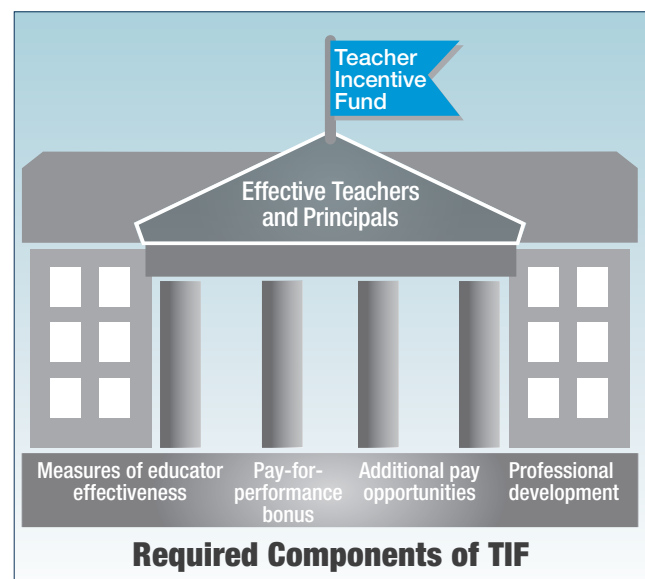 Teacher
Incentive
Fund
Effective Teachers
and Principals
Measures of educator
effectiveness
Pay-for-
performance
bonus
Additional pay
opportunities
Professional
development
Required Components of TIF